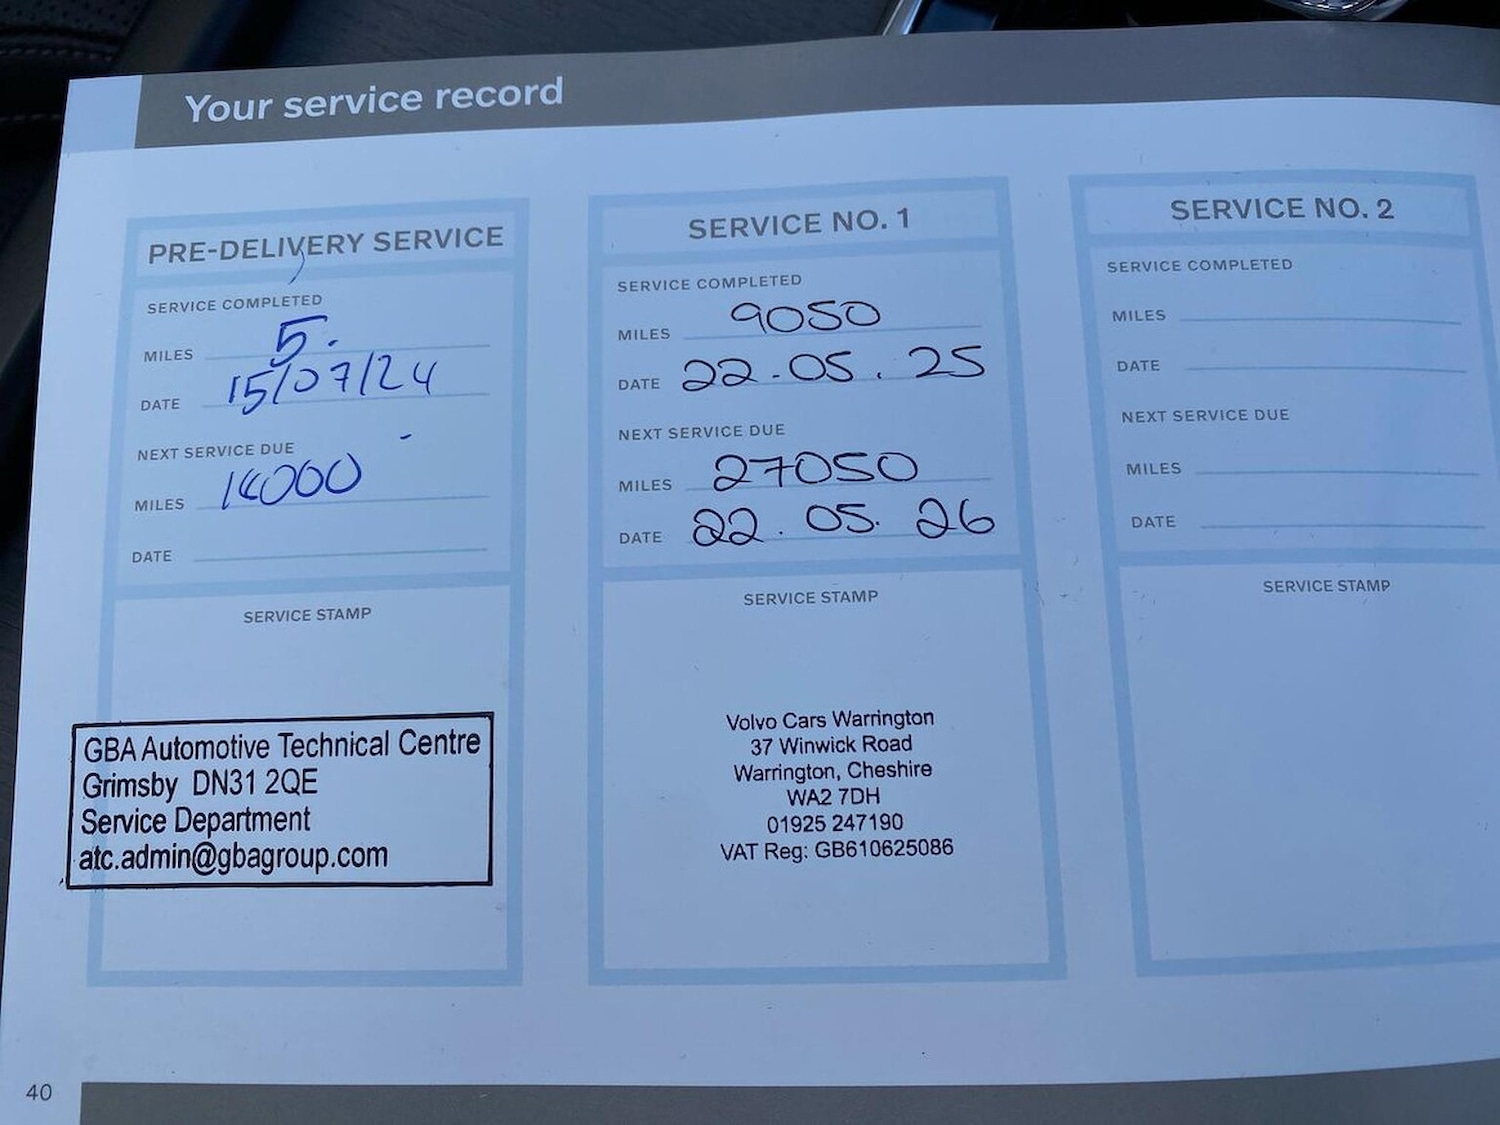 Your service record
PRE-DELIVERY SERVICE
SERVICE COMPLETED
MILES 5.
DATE 15/07/24
NEXT SERVICE DUE
MILES
DATE
SERVICE STAMP
GBA Automotive Technical Centre
Grimsby DN31 2QE
Service Department
atc.admin@gbagroup.com
SERVICE NO. 1
SERVICE COMPLETED
MILES 9050
DATE 22.05.25
NEXT SERVICE DUE
MILES 27050
DATE 22.05.26
SERVICE STAMP
Volvo Cars Warrington
37 Winwick Road
Warrington, Cheshire
WA2 7DH
01925 247190
VAT Reg: GB610625086
SERVICE NO. 2
SERVICE COMPLETED
MILES
DATE
NEXT SERVICE DUE
MILES
DATE
SERVICE STAMP
40